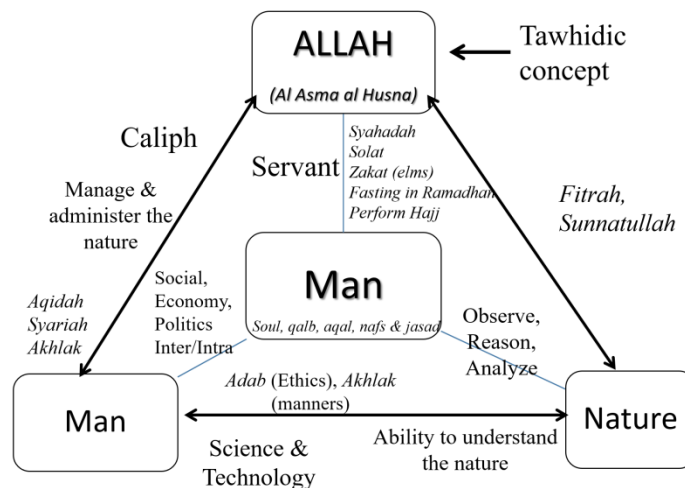 ALLAH
(Al Asma al Husna)
Tawhidic
concept
Caliph
Servant
Syahadah
Solat
Zakat (elms)
Fasting in Ramadhan
Perform Hajj
Manage &
administer the
nature
Fitrah,
Sunnatullah
Man
Soul, qalb, aqal, nafs & jasad
Aqidah
Syariah
Akhlak
Social,
Economy,
Politics
Inter/Intra
Observe,
Reason,
Analyze
Man
Adab (Ethics), Akhlak
(manners)
Nature
Science &
Technology
Ability to understand
the nature